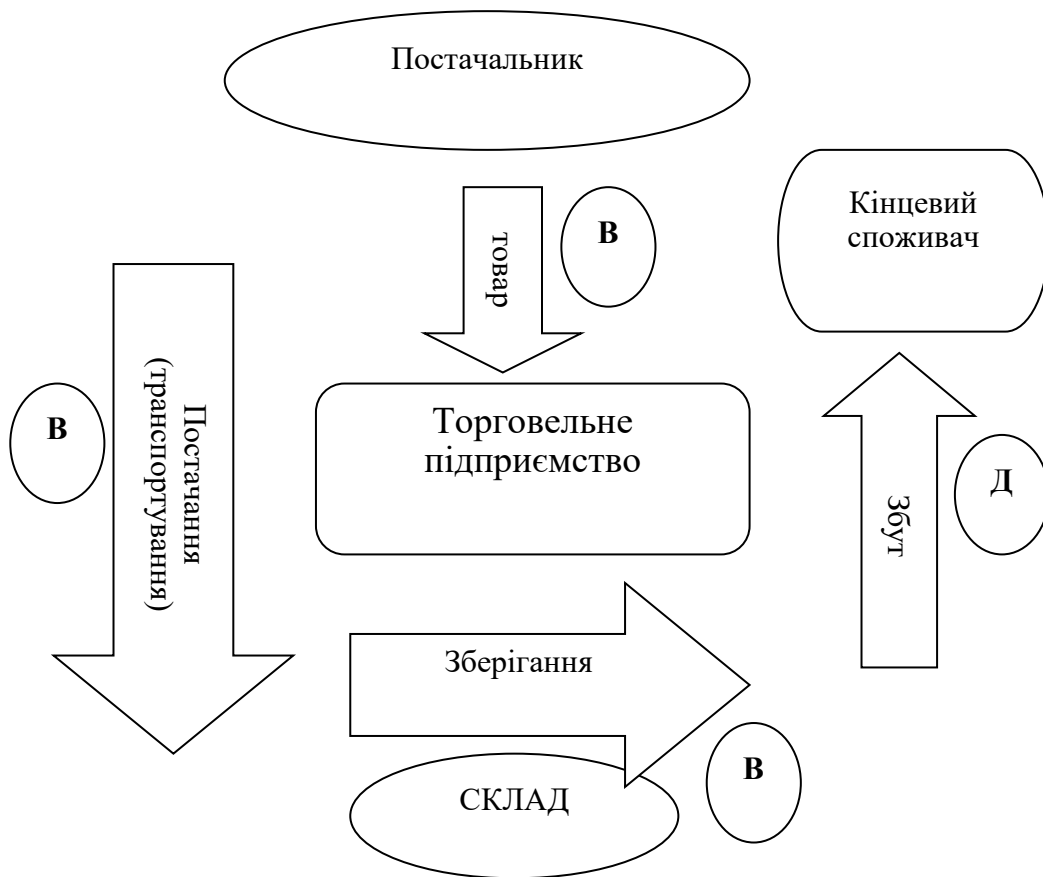 Постачальник
товар
В
Кінцевий
споживач
Постачання
(транспортування)
В
Торговельне
підприємство
Збут
Д
Зберігання
В
СКЛАД